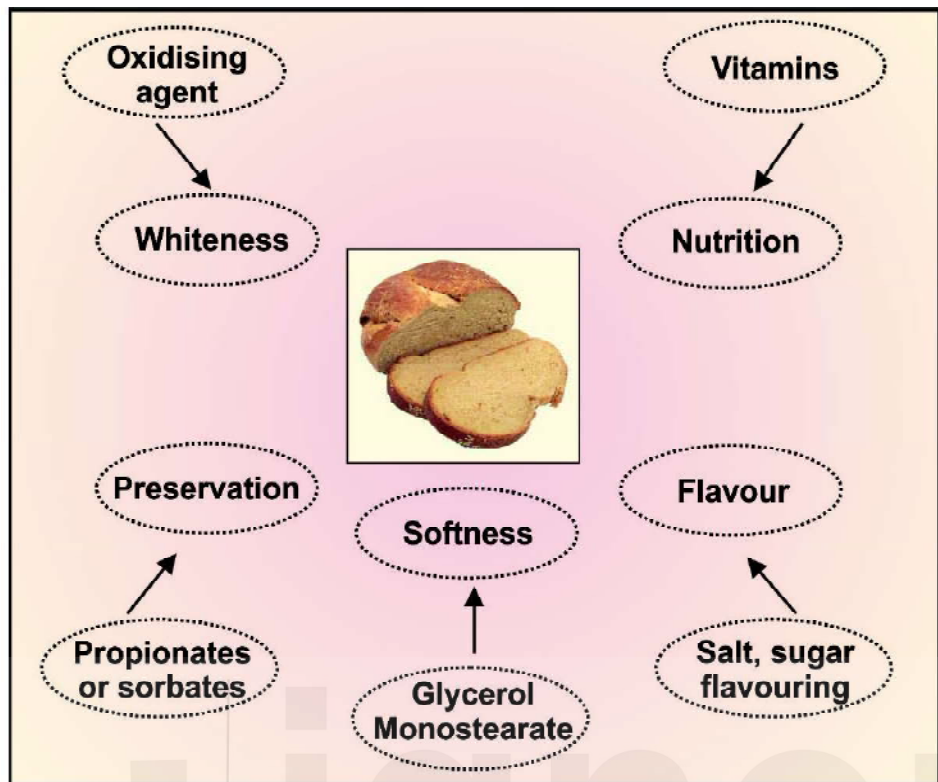 Oxidising
agent
Vitamins
Whiteness
Nutrition
Preservation
Flavour
Softness
Propionates
or sorbates
Salt, sugar
flavouring
Glycerol
Monostearate